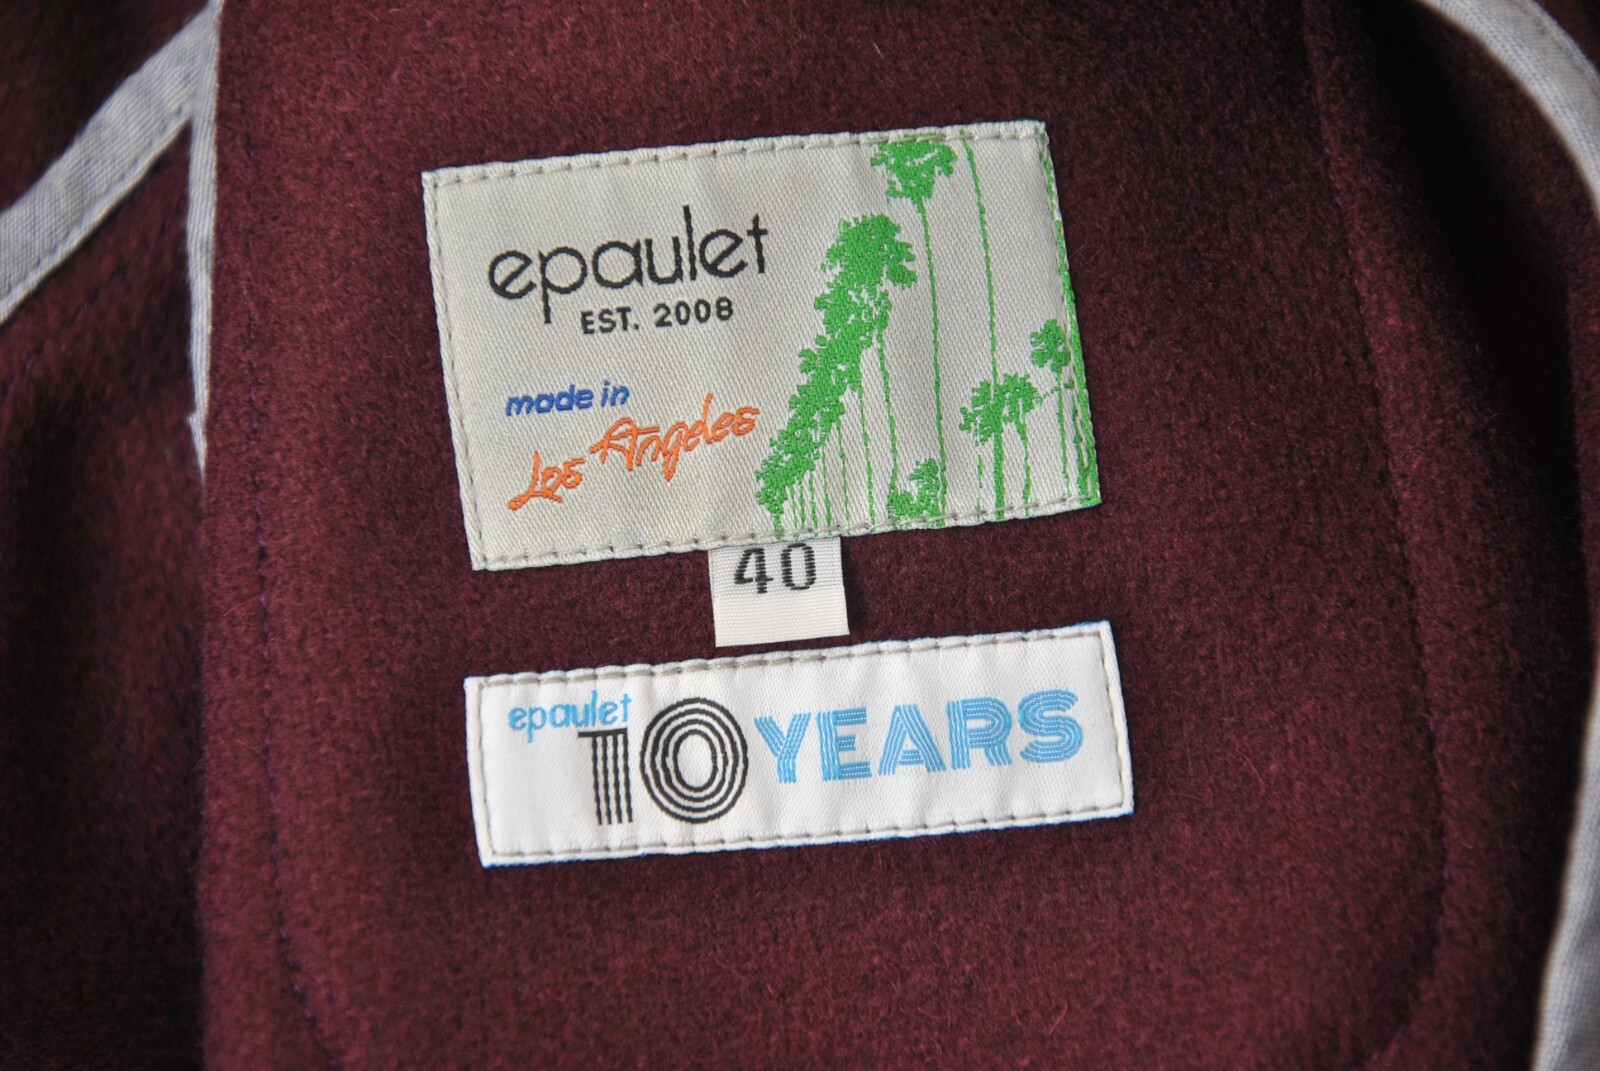 epaulet
EST. 2008
made in
Los Angeles
40
epaulet
10 YEARS